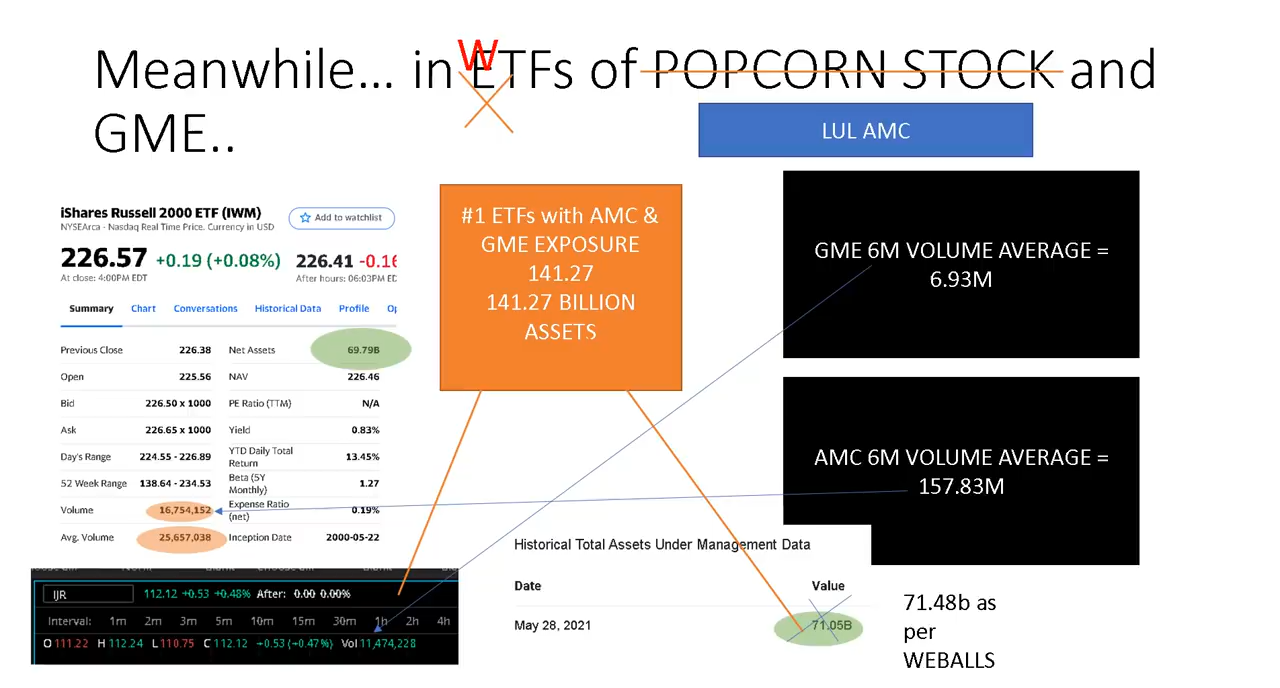 Meanwhile... in ETFs of POPCORN STOCK and
W
GME..
LUL AMC
iShares Russell 2000 ETF (IWM)
NYSEArca - Nasdaq Real Time Price. Currency in USD
Add to watchlist
226.57 +0.19 (+0.08%) 226.41 -0.16
At close: 4:00PM EDT After hours: 06:03PM ED
Summary Chart Conversations Historical Data Profile Op
Previous Close 226.38 Net Assets 69.79B
Open 225.56 NAV 226.46
Bid 226.50 x 1000 PE Ratio (TTM) N/A
Ask 226.65 x 1000 Yield 0.83%
Day's Range 224.55 - 226.89 YTD Daily Total Return 13.45%
52 Week Range 138.64 - 234.53 Beta (5Y Monthly) 1.27
Volume 16,754,152 Expense Ratio (net) 0.19%
Avg. Volume 25,657,038 Inception Date 2000-05-22
#1 ETFs with AMC &
GME EXPOSURE
141.27
141.27 BILLION
ASSETS
GME 6M VOLUME AVERAGE =
6.93M
AMC 6M VOLUME AVERAGE =
157.83M
IJR 112.12 +0.53 +0.48% After: 0.00 0.00%
Interval: 1m 2m 3m 5m 10m 15m 30m 1h 2h 4h
O 111.22 H 112.24 L 110.75 C 112.12 +0.53 (+0.47%) Vol 11,474,228
Historical Total Assets Under Management Data
Date Value
May 28, 2021 71.05B
71.48b as
per
WEBALLS